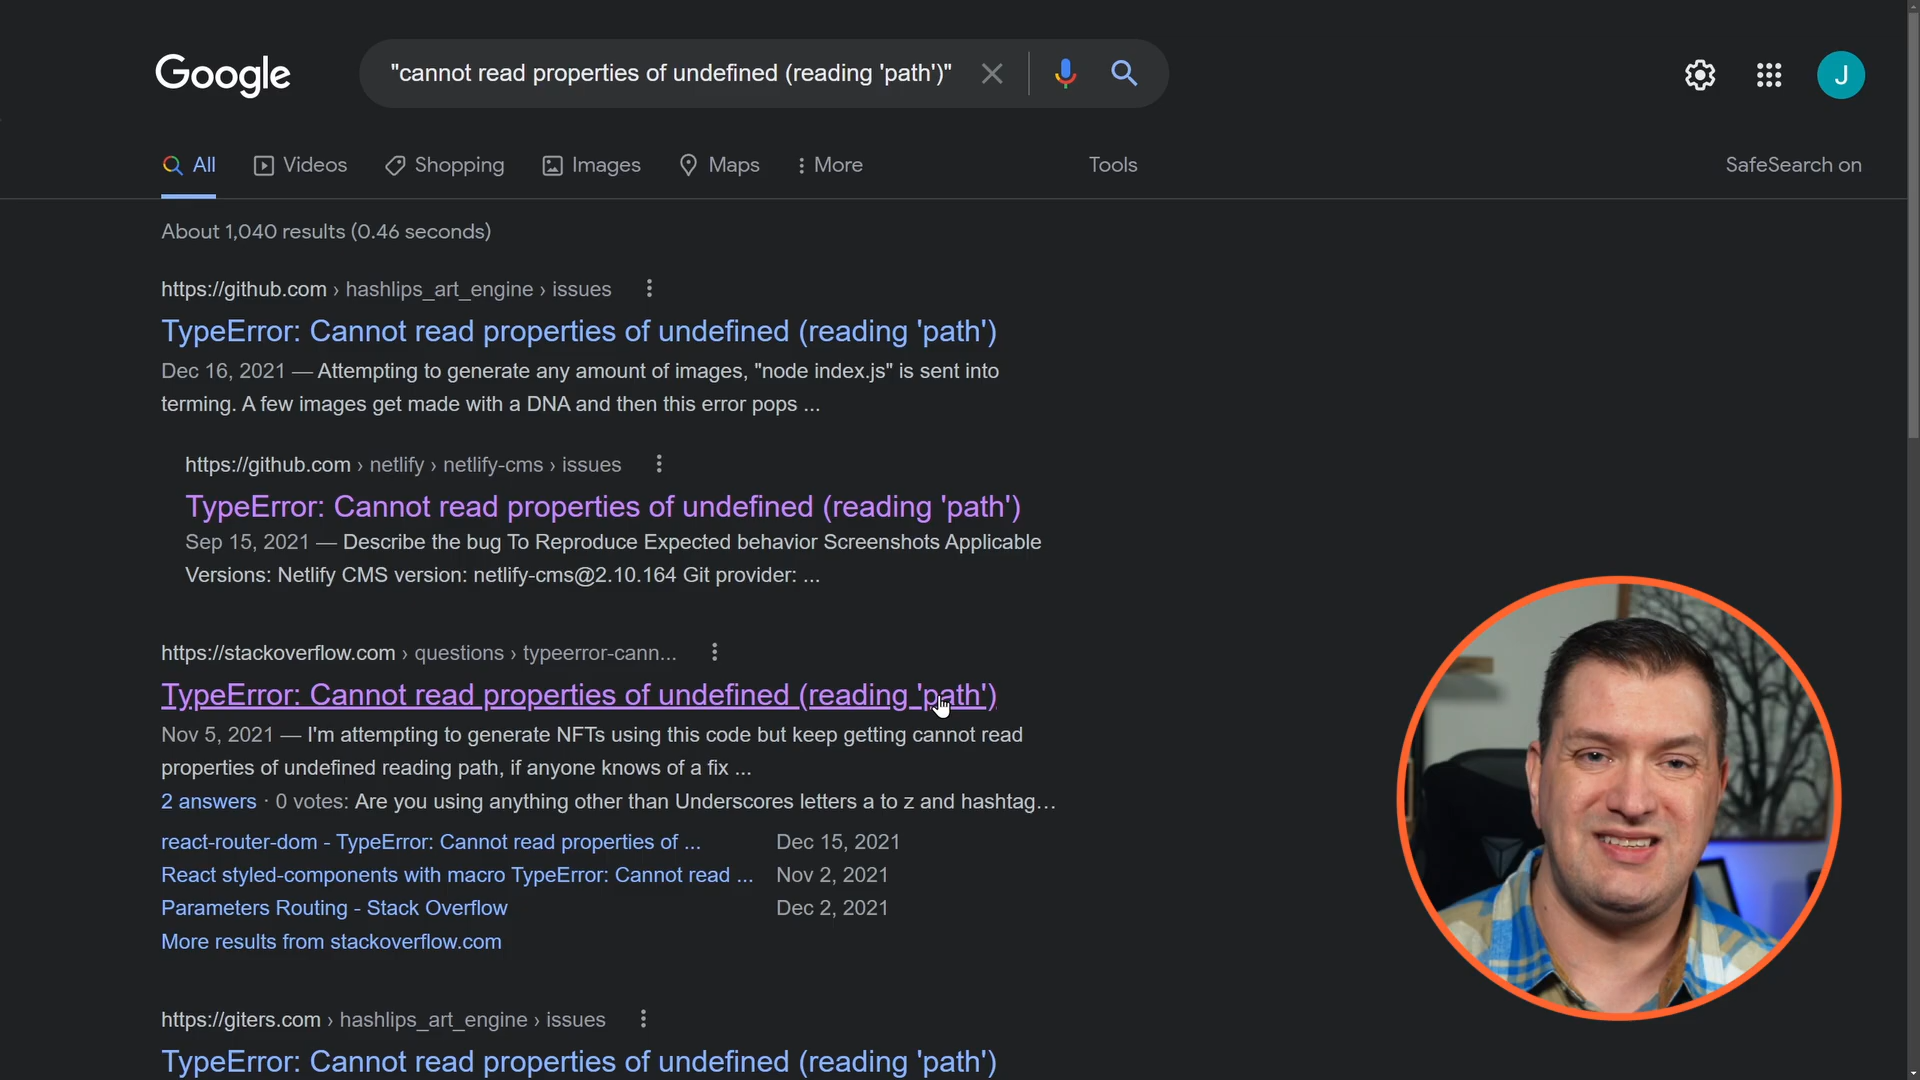 Google
"cannot read properties of undefined (reading 'path')"
J
All
Videos
Shopping
Images
Maps
More
Tools
SafeSearch on
About 1,040 results (0.46 seconds)
https://github.com › hashlips_art_engine › issues
TypeError: Cannot read properties of undefined (reading 'path')
Dec 16, 2021 — Attempting to generate any amount of images, "node index.js" is sent into
terming. A few images get made with a DNA and then this error pops ...
https://github.com › netlify › netlify-cms › issues
TypeError: Cannot read properties of undefined (reading 'path')
Sep 15, 2021 — Describe the bug To Reproduce Expected behavior Screenshots Applicable
Versions: Netlify CMS version: netlify-cms@2.10.164 Git provider: ...
https://stackoverflow.com › questions › typeerror-cann...
TypeError: Cannot read properties of undefined (reading 'path')
Nov 5, 2021 — I'm attempting to generate NFTs using this code but keep getting cannot read
properties of undefined reading path, if anyone knows of a fix ...
2 answers · 0 votes: Are you using anything other than Underscores letters a to z and hashtag...
react-router-dom - TypeError: Cannot read properties of ... Dec 15, 2021
React styled-components with macro TypeError: Cannot read ... Nov 2, 2021
Parameters Routing - Stack Overflow Dec 2, 2021
More results from stackoverflow.com
https://giters.com › hashlips_art_engine › issues
TypeError: Cannot read properties of undefined (reading 'path')